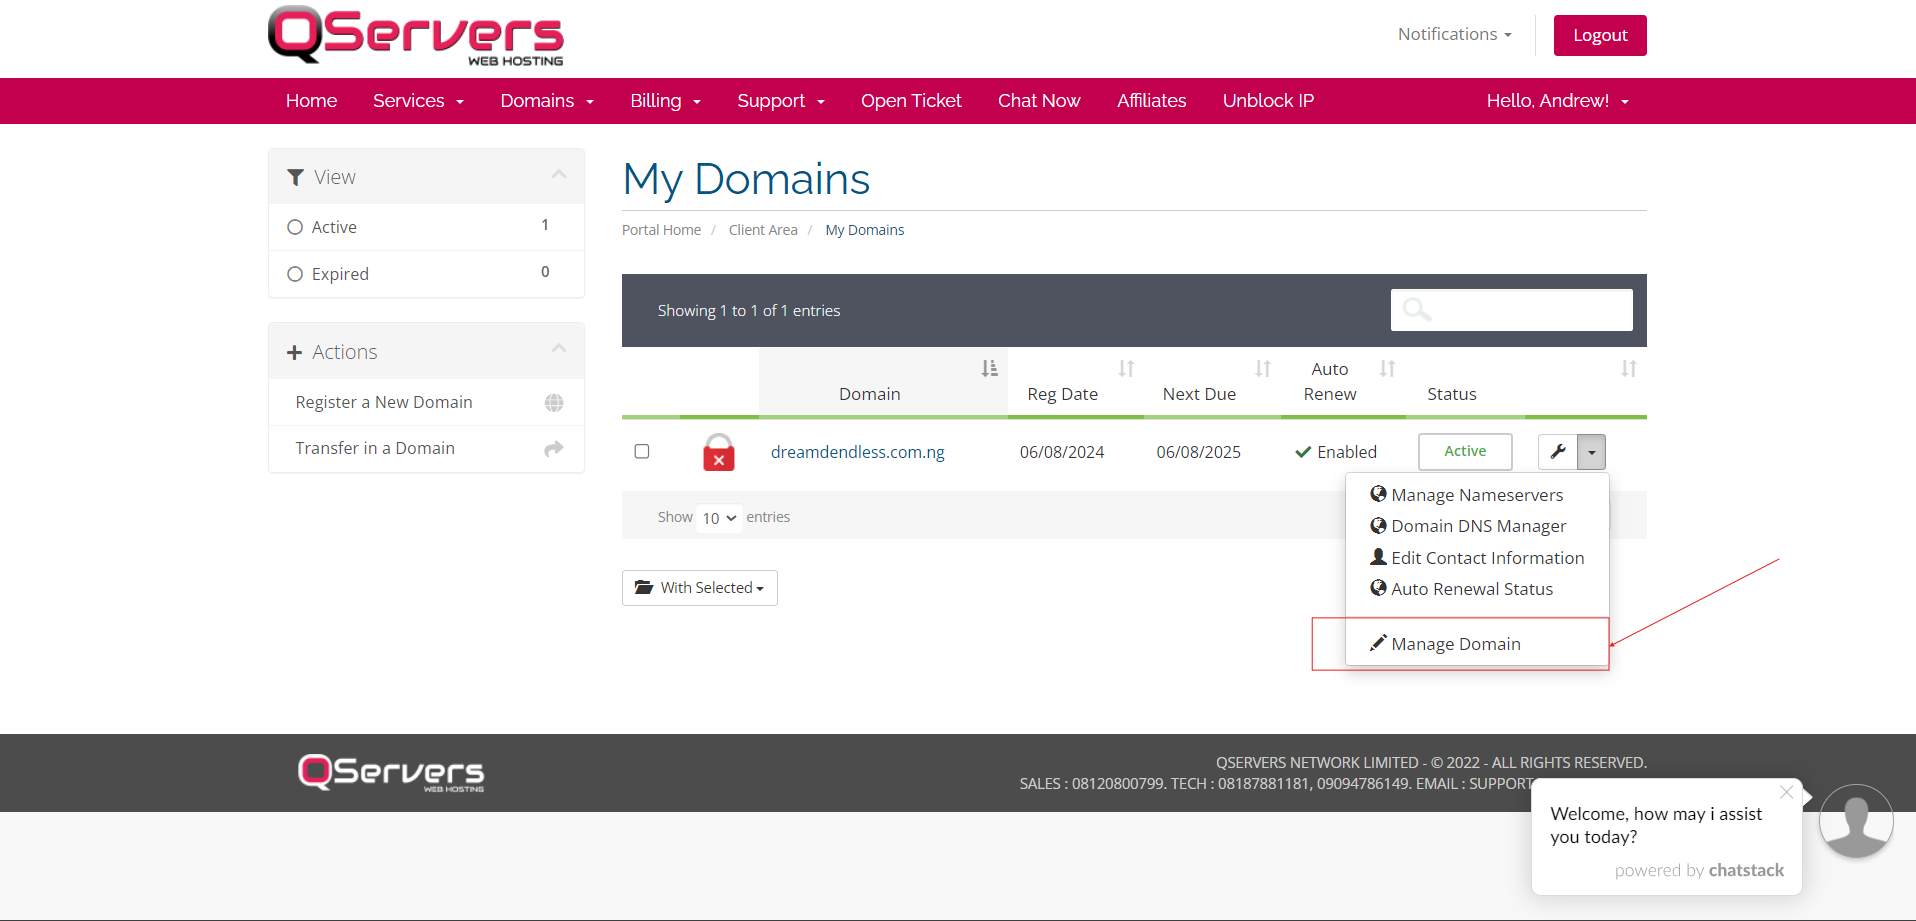 QServers
WEB HOSTING
Notifications
Logout
Home Services Domains Billing Support Open Ticket Chat Now Affiliates Unblock IP Hello, Andrew!
View
Active 1
Expired 0
Actions
Register a New Domain
Transfer in a Domain
My Domains
Portal Home / Client Area / My Domains
Showing 1 to 1 of 1 entries
Domain Reg Date Next Due Auto Renew Status
dreamdendless.com.ng 06/08/2024 06/08/2025 Enabled Active
Manage Nameservers
Domain DNS Manager
Edit Contact Information
Auto Renewal Status
Manage Domain
Show 10 entries
With Selected
QServers
WEB HOSTING
QSERVERS NETWORK LIMITED - © 2022 - ALL RIGHTS RESERVED.
SALES : 08120800799. TECH : 08187881181, 09094786149. EMAIL : SUPPORT
Welcome, how may i assist
you today?
powered by chatstack